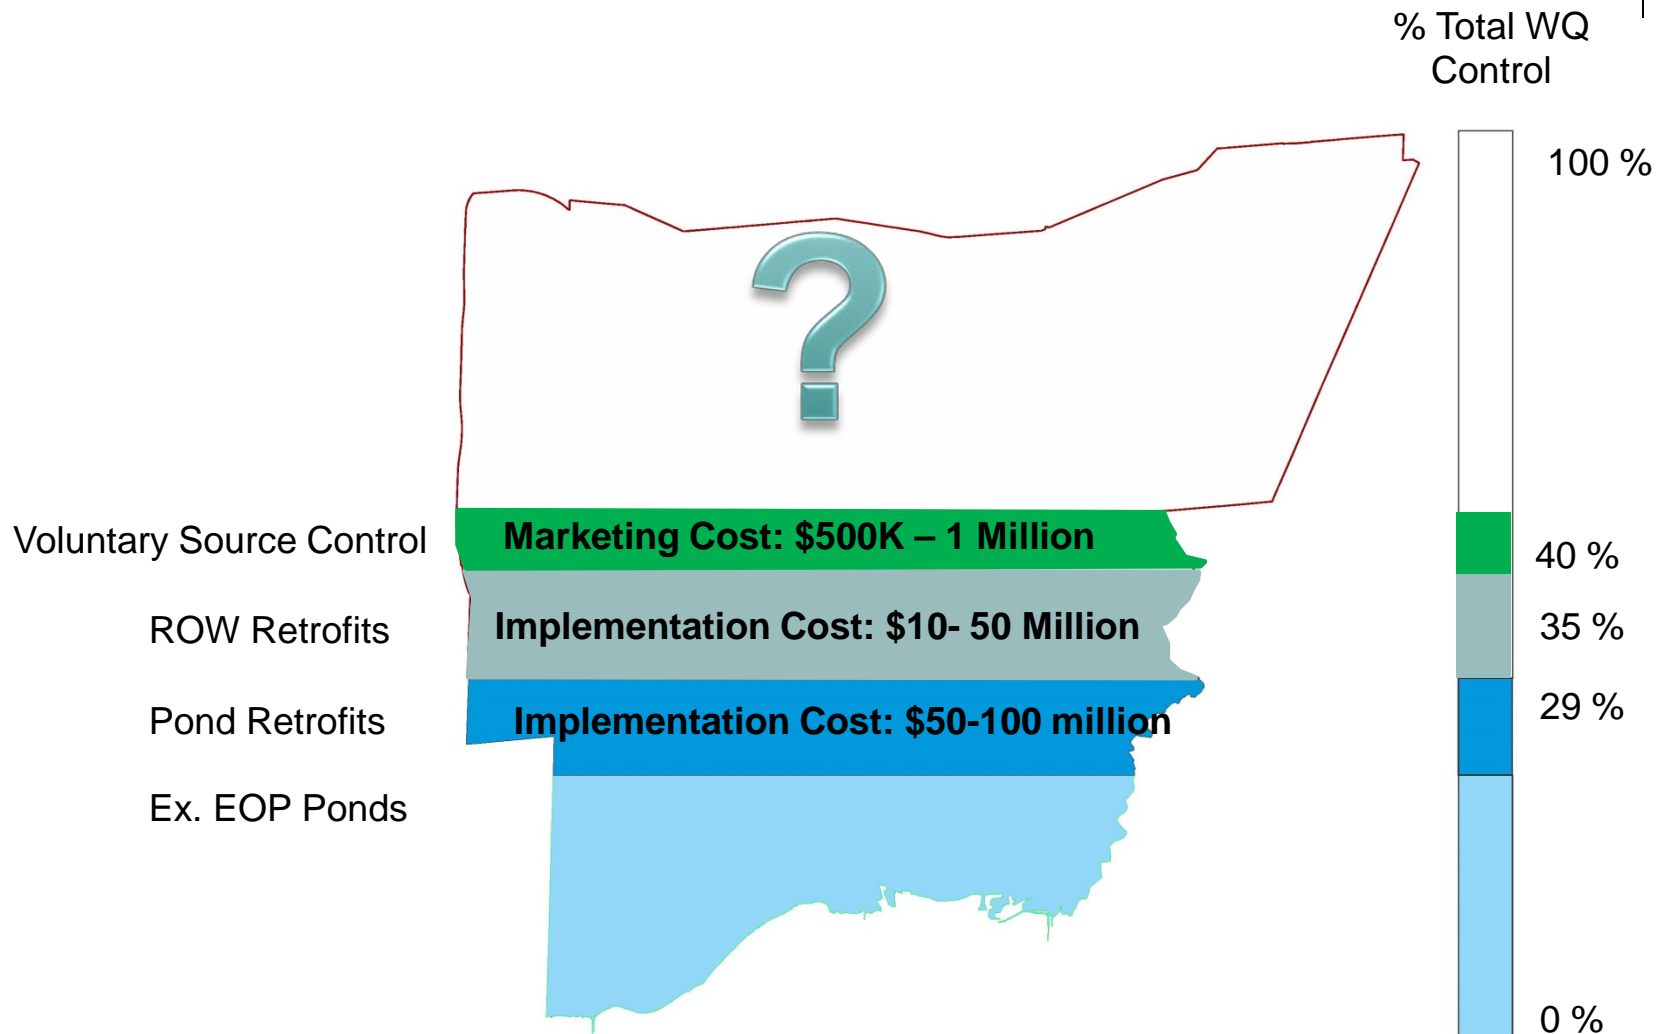 % Total WQ
Control
100 %
?
Voluntary Source Control
Marketing Cost: $500K – 1 Million
40 %
ROW Retrofits
Implementation Cost: $10- 50 Million
35 %
Pond Retrofits
Implementation Cost: $50-100 million
29 %
Ex. EOP Ponds
0 %